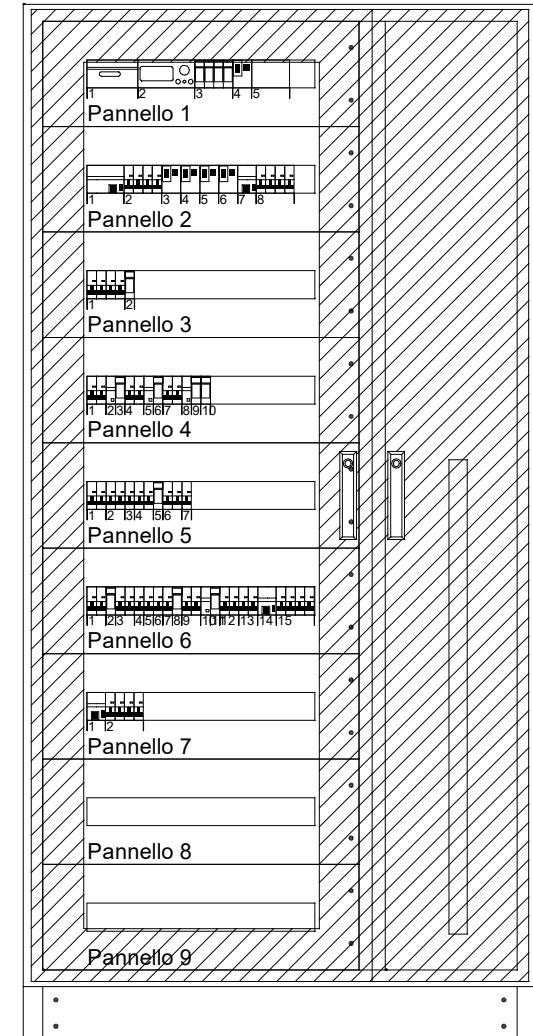 1 2 3 4 5
Pannello 1
1 2 3 4 5 6 7 8
Pannello 2
1 2
Pannello 3
1 2 3 4 5 6 7 8 9 10
Pannello 4
1 2 3 4 5 6 7
Pannello 5
1 2 3 4 5 6 7 8 9 10 11 12 13 14 15
Pannello 6
1 2
Pannello 7
Pannello 8
Pannello 9